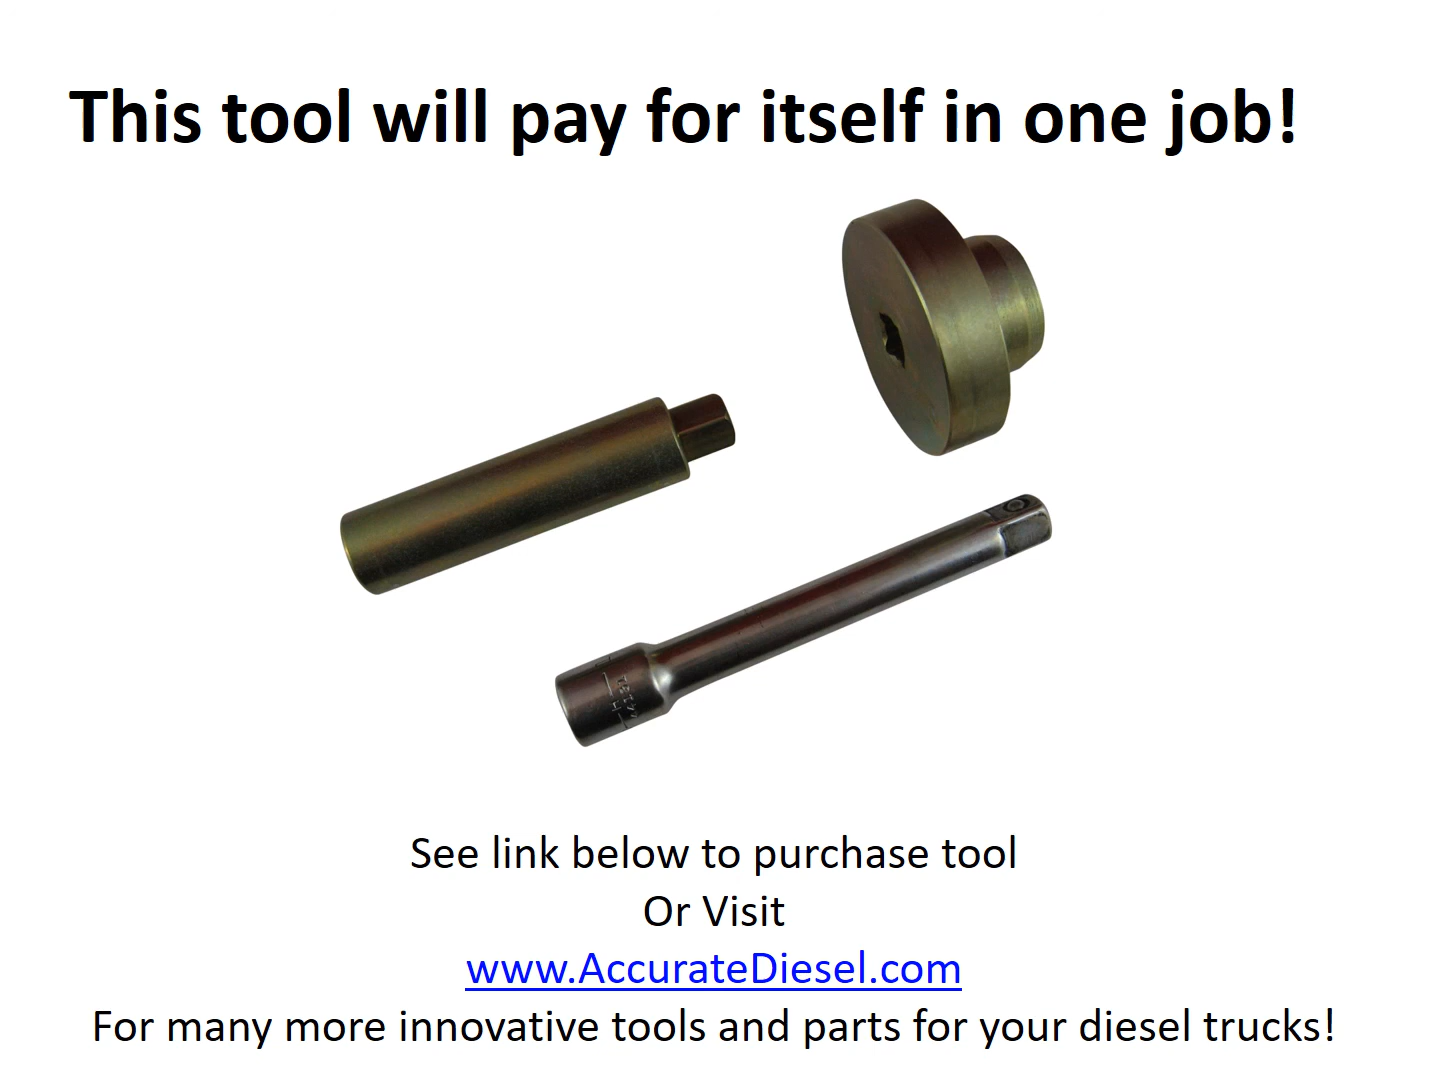 This tool will pay for itself in one job!
See link below to purchase tool
Or Visit
www.AccurateDiesel.com
For many more innovative tools and parts for your diesel trucks!